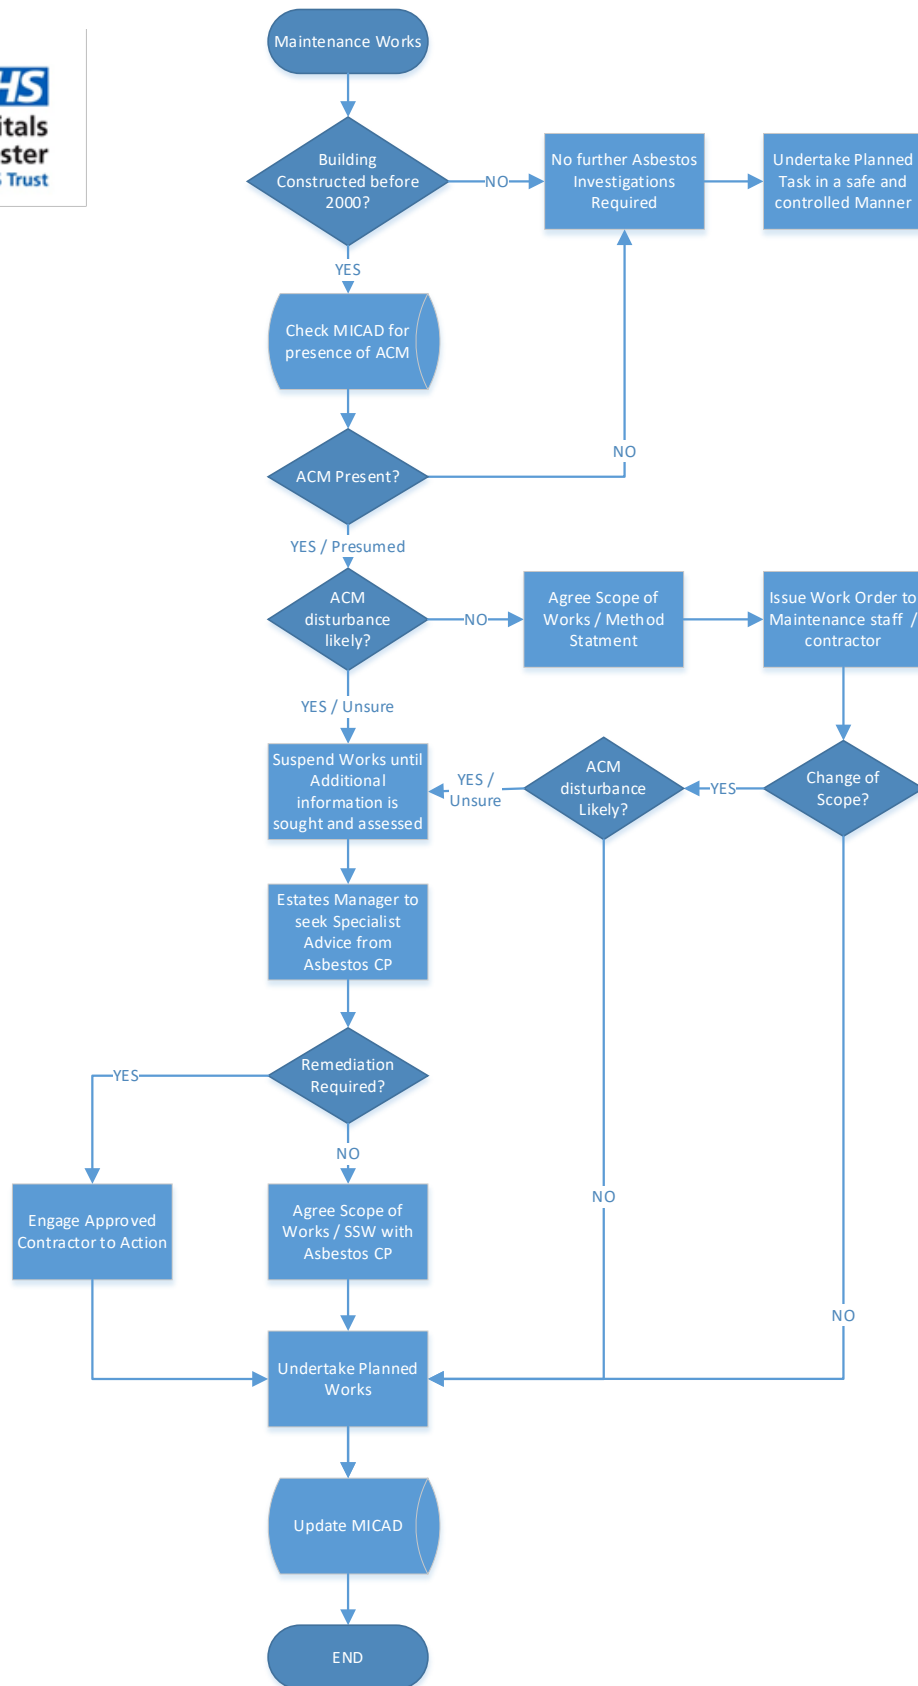 Maintenance Works
HS
itals
ester
S Trust
Building
Constructed before
2000?
NO
No further Asbestos
Investigations
Required
Undertake Planned
Task in a safe and
controlled Manner
YES
Check MICAD for
presence of ACM
NO
ACM Present?
YES / Presumed
ACM
disturbance
likely?
NO
Agree Scope of
Works / Method
Statment
Issue Work Order to
Maintenance staff /
contractor
YES / Unsure
Suspend Works until
Additional
information is
sought and assessed
YES /
Unsure
ACM
disturbance
Likely?
YES
Change of
Scope?
Estates Manager to
seek Specialist
Advice from
Asbestos CP
Remediation
Required?
YES
NO
Engage Approved
Contractor to Action
Agree Scope of
Works / SSW with
Asbestos CP
NO
NO
Undertake Planned
Works
Update MICAD
END